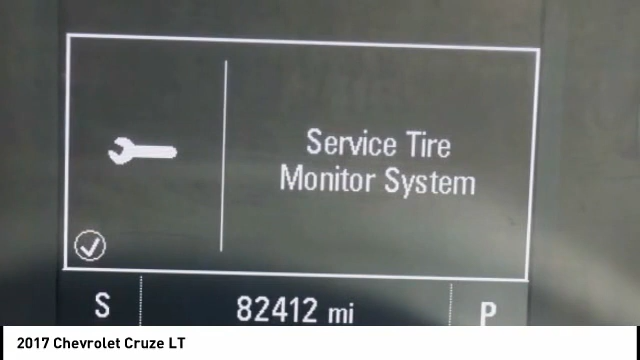 Service Tire
Monitor System
S 82412 mi P
2017 Chevrolet Cruze LT